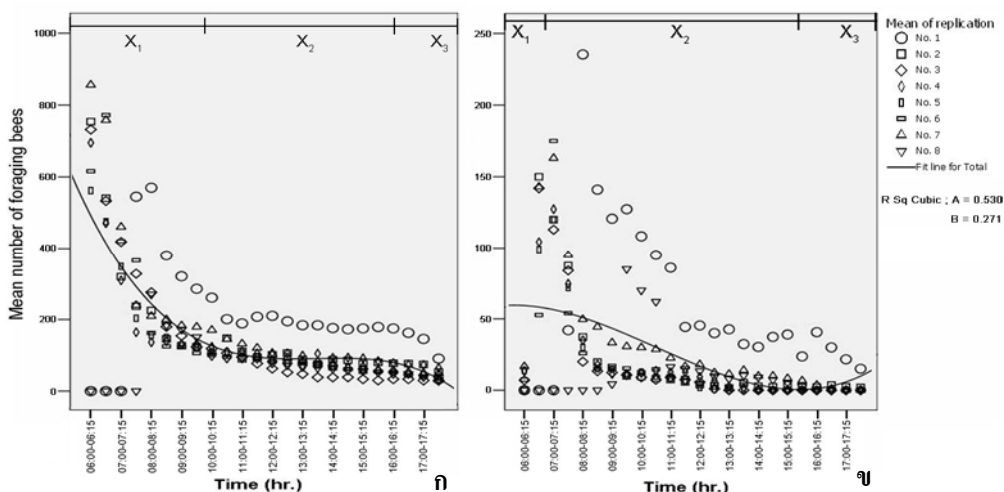 X1
X2
X3
1000
800
600
400
200
0
Mean number of foraging bees
06:00-06:15
07:00-07:15
08:00-08:15
09:00-09:15
10:00-10:15
11:00-11:15
12:00-12:15
13:00-13:15
14:00-14:15
15:00-15:15
16:00-16:15
17:00-17:15
Time (hr.)
ก
X1
X2
X3
250
200
150
100
50
0
06:00-06:15
07:00-07:15
08:00-08:15
09:00-09:15
10:00-10:15
11:00-11:15
12:00-12:15
13:00-13:15
14:00-14:15
15:00-15:15
16:00-16:15
17:00-17:15
Time (hr.)
ข
Mean of replication
No. 1
No. 2
No. 3
No. 4
No. 5
No. 6
No. 7
No. 8
Fit line for Total
R Sq Cubic ; A = 0.530
B = 0.271